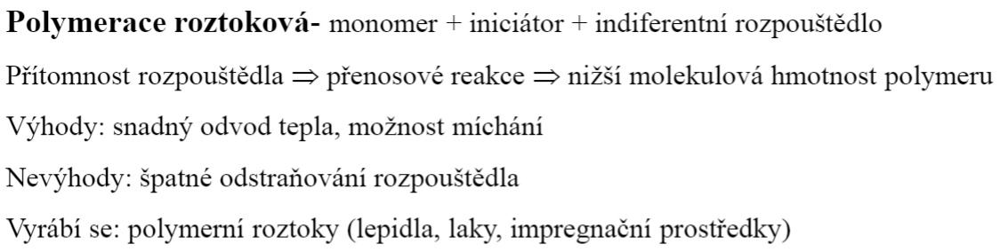 Polymerace roztoková- monomer + iniciátor + indiferentní rozpouštědlo
Přítomnost rozpouštědla ⇒ přenosové reakce ⇒ nižší molekulová hmotnost polymeru
Výhody: snadný odvod tepla, možnost míchání
Nevýhody: špatné odstraňování rozpouštědla
Vyrábí se: polymerní roztoky (lepidla, laky, impregnační prostředky)